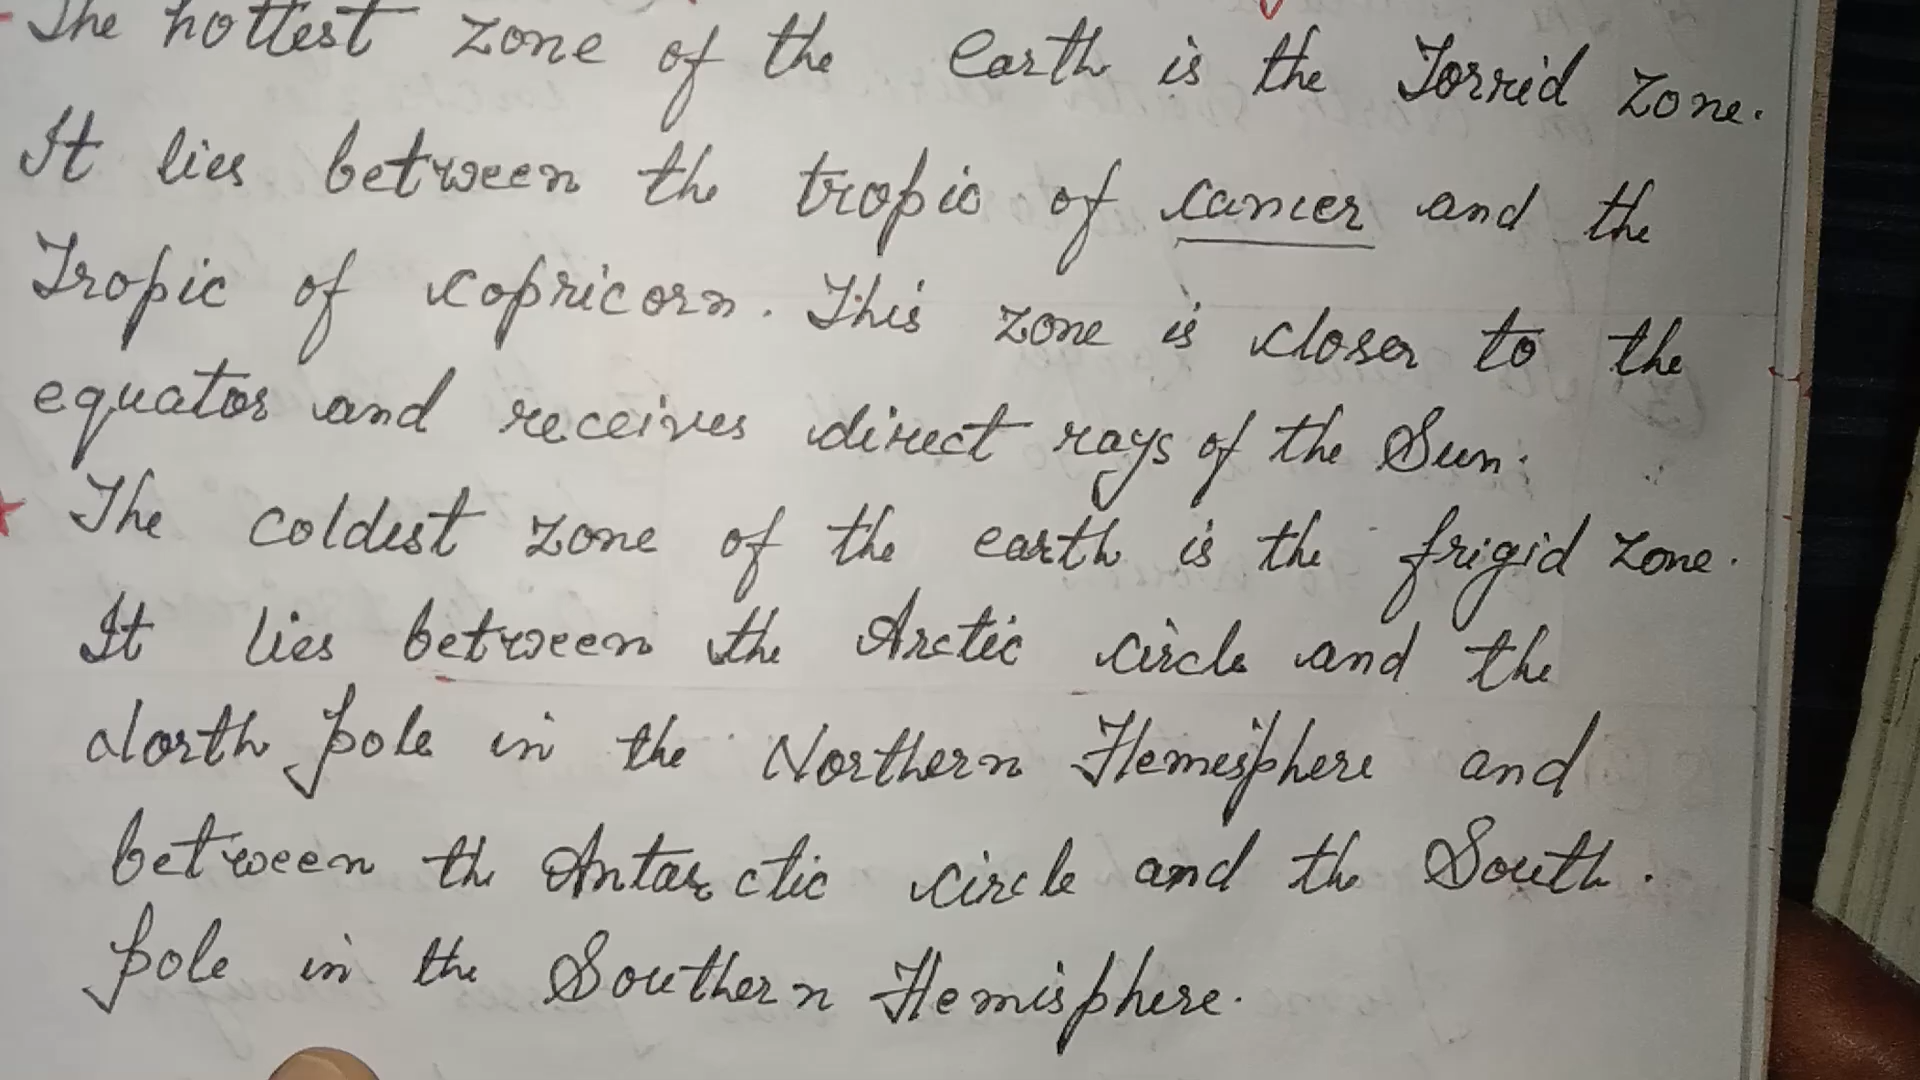 The hottest zone of the earth is the Torrid zone.
It lies between the tropic of cancer and the
Tropic of copricorn. This zone is closer to the
equator and receives direct rays of the Sun.
The coldest zone of the earth is the frigid zone.
It lies between the Arctic circle and the
North pole in the Northern Hemisphere and
between the Antarctic circle and the South
pole in the Southern Hemisphere.